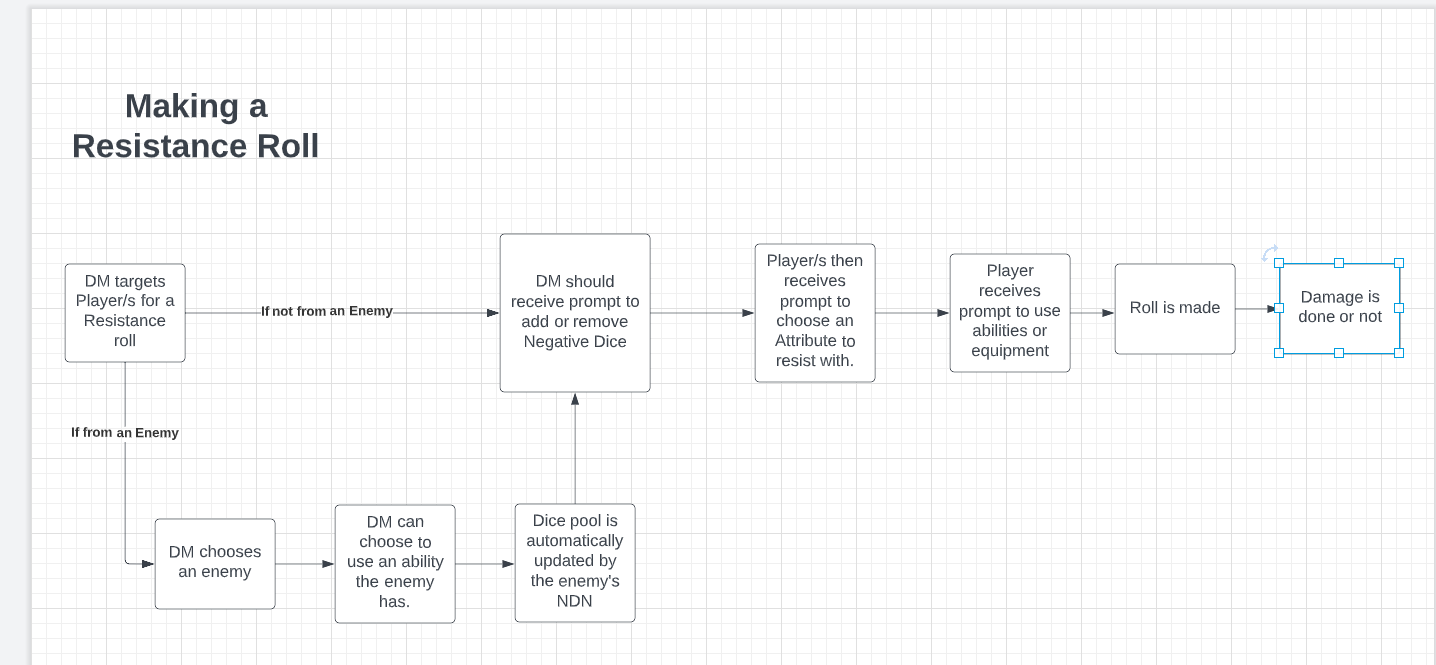 Making a
Resistance Roll
DM targets
Player/s for a
Resistance
roll
If not from an Enemy
DM should
receive prompt to
add or remove
Negative Dice
Player/s then
receives
prompt to
choose an
Attribute to
resist with.
Player
receives
prompt to use
abilities or
equipment
Roll is made
Damage is
done or not
If from an Enemy
DM chooses
an enemy
DM can
choose to
use an ability
the enemy
has.
Dice pool is
automatically
updated by
the enemy's
NDN